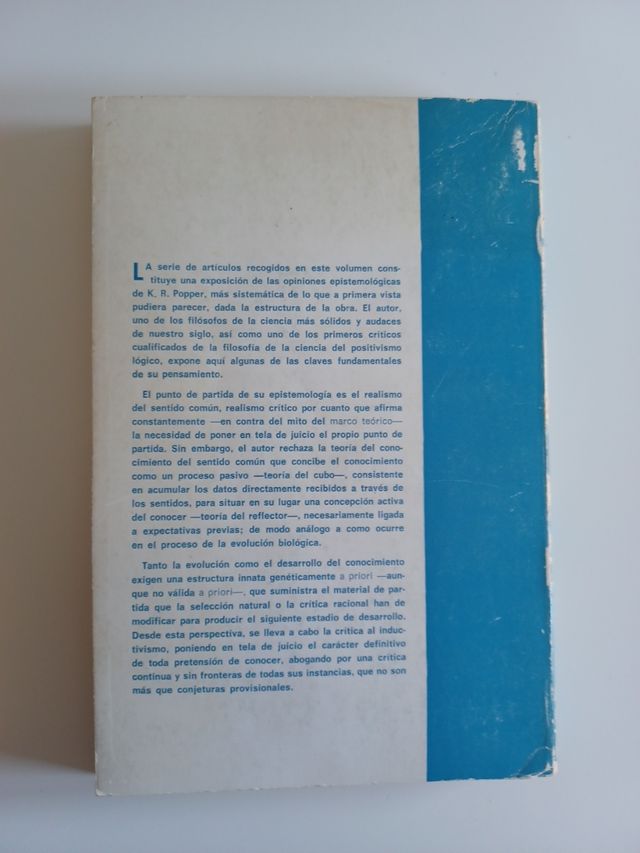 LA serie de artículos recogidos en este volumen cons-
tituye una exposición de las opiniones epistemológicas
de K. R. Popper, más sistemática de lo que a primera vista
pudiera parecer, dada la estructura de la obra. El autor,
uno de los filósofos de la ciencia más sólidos y audaces
de nuestro siglo, así como uno de los primeros críticos
cualificados de la filosofía de la ciencia del positivismo
lógico, expone aquí algunas de las claves fundamentales
de su pensamiento.
El punto de partida de su epistemología es el realismo
del sentido común, realismo crítico por cuanto que afirma
constantemente —en contra del mito del marco teórico—
la necesidad de poner en tela de juicio el propio punto de
partida. Sin embargo, el autor rechaza la teoría del cono-
cimiento del sentido común que concibe el conocimiento
como un proceso pasivo —teoría del cubo—, consistente
en acumular los datos directamente recibidos a través de
los sentidos, para situar en su lugar una concepción activa
del conocer —teoría del reflector—, necesariamente ligada
a expectativas previas; de modo análogo a como ocurre
en el proceso de la evolución biológica.
Tanto la evolución como el desarrollo del conocimiento
exigen una estructura innata genéticamente a priori —aun-
que no válida a priori—, que suministra el material de par-
tida que la selección natural o la crítica racional han de
modificar para producir el siguiente estadio de desarrollo.
Desde esta perspectiva, se lleva a cabo la crítica al induc-
tivismo, poniendo en tela de juicio el carácter definitivo
de toda pretensión de conocer, abogando por una crítica
continua y sin fronteras de todas sus instancias, que no son
más que conjeturas provisionales.